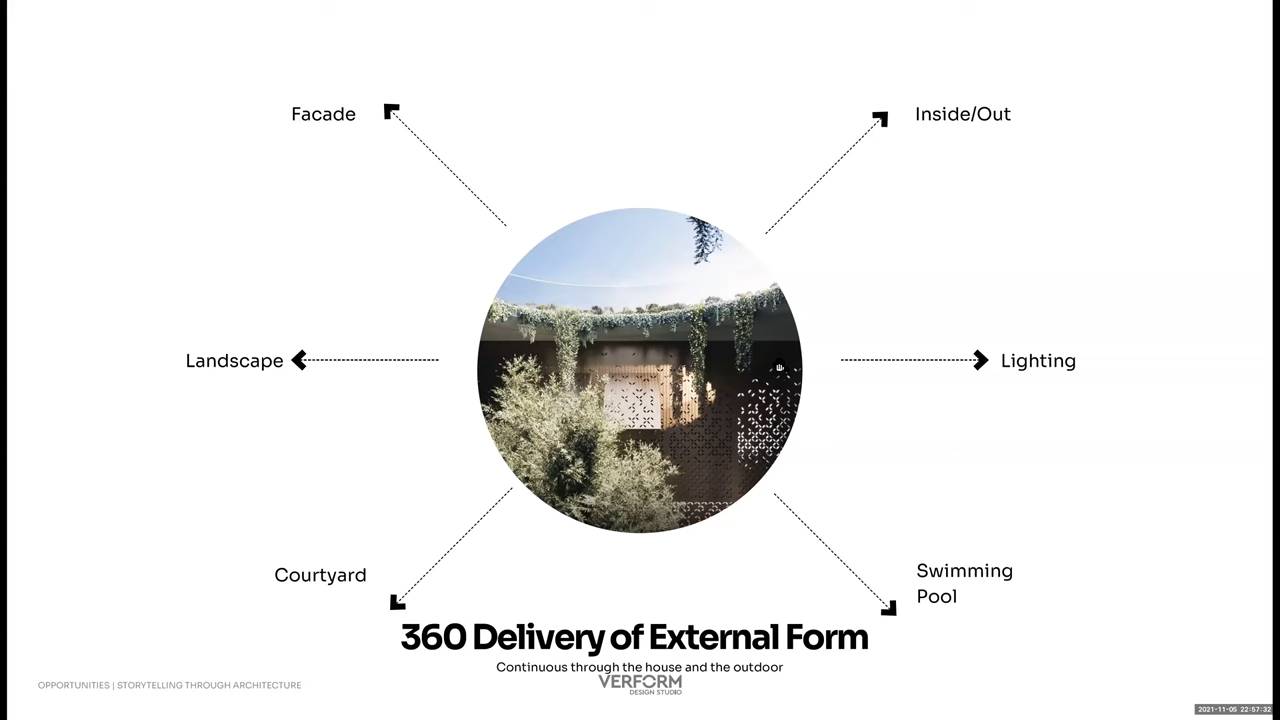 Facade
Inside/Out
Landscape
Lighting
Courtyard
Swimming
Pool
360 Delivery of External Form
Continuous through the house and the outdoor
VERFORM
DESIGN STUDIO
OPPORTUNITIES | STORYTELLING THROUGH ARCHITECTURE
2021-11-05 22:57:32